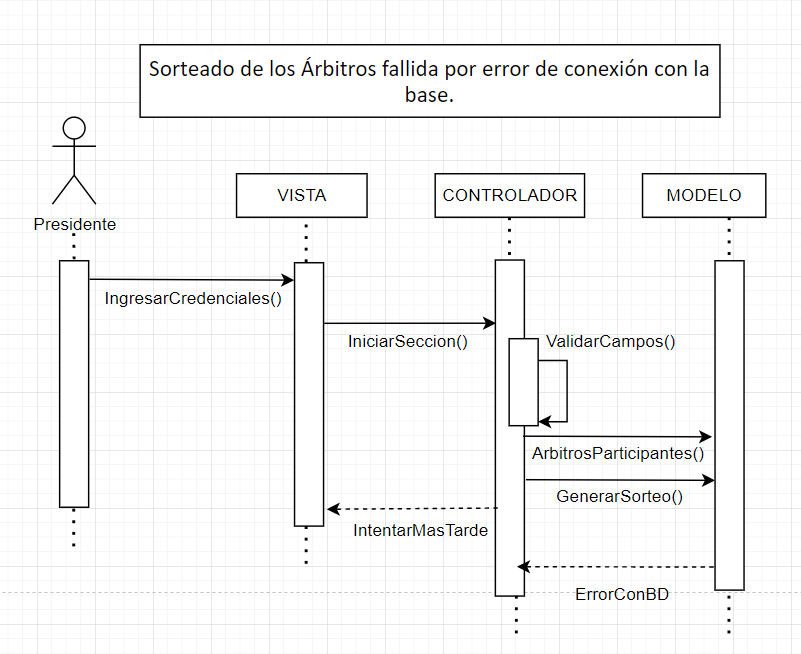 Sorteado de los Árbitros fallida por error de conexión con la
base.
Presidente
VISTA
CONTROLADOR
MODELO
IngresarCredenciales()
IniciarSeccion()
ValidarCampos()
ArbitrosParticipantes()
GenerarSorteo()
IntentarMasTarde
ErrorConBD